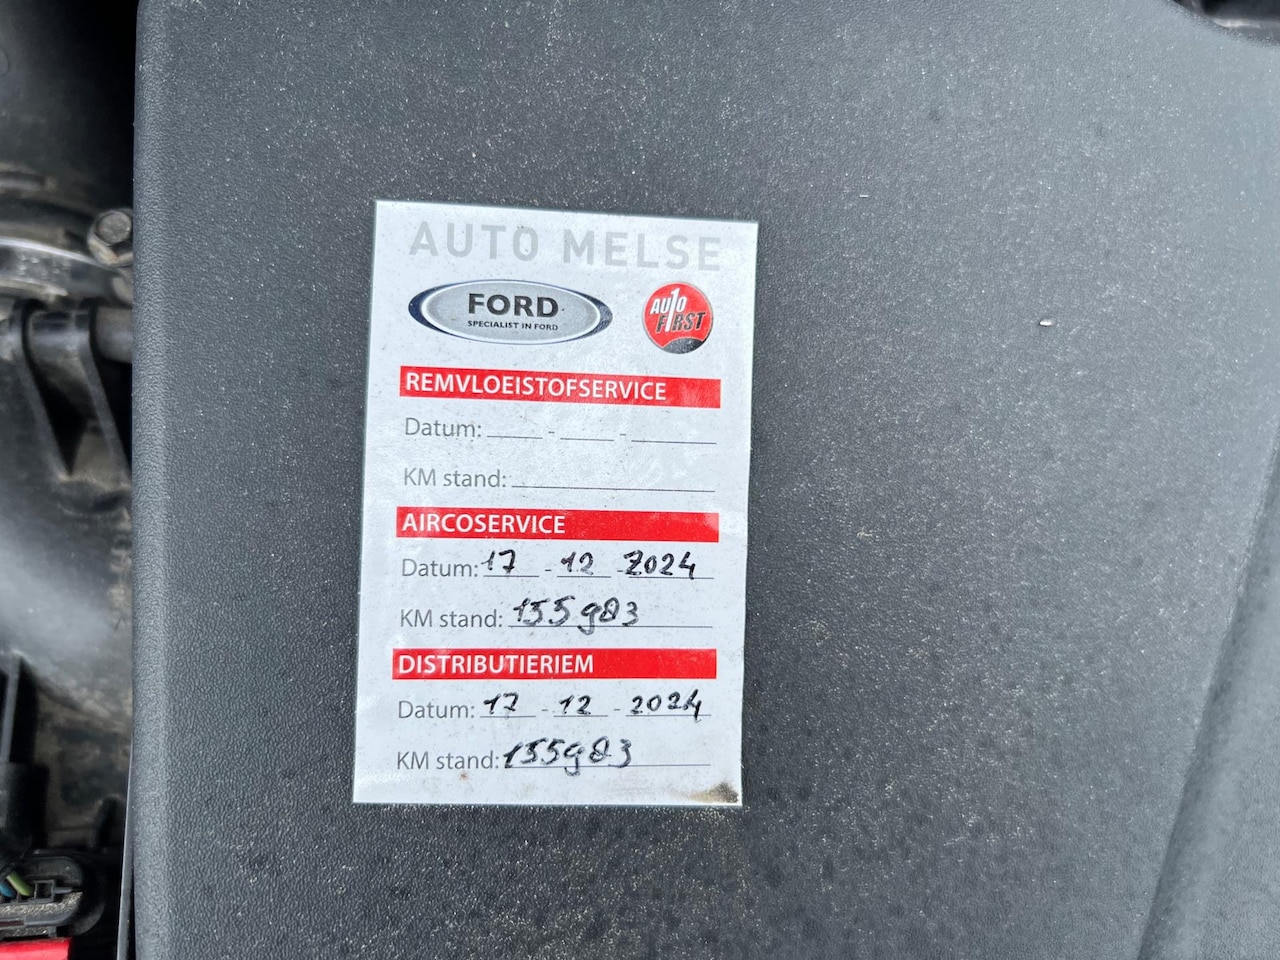 AUTO MELSE
FORD
SPECIALIST IN FORD
AUTO
FIRST
REMVLOEISTOFSERVICE
Datum: - -
KM stand:
AIRCOSERVICE
Datum: 17 - 12 - 2024
KM stand: 155983
DISTRIBUTIERIEM
Datum: 17 - 12 - 2024
KM stand: 155983